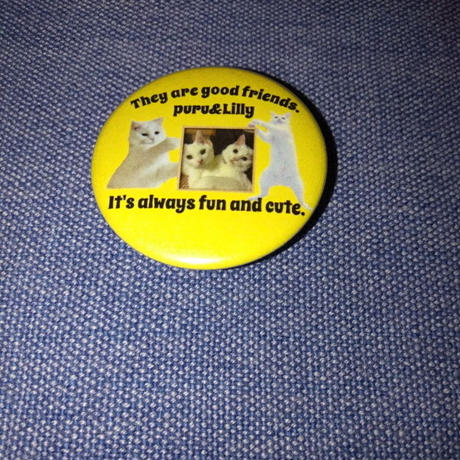 They are good friends.
puru&Lilly
It's always fun and cute.